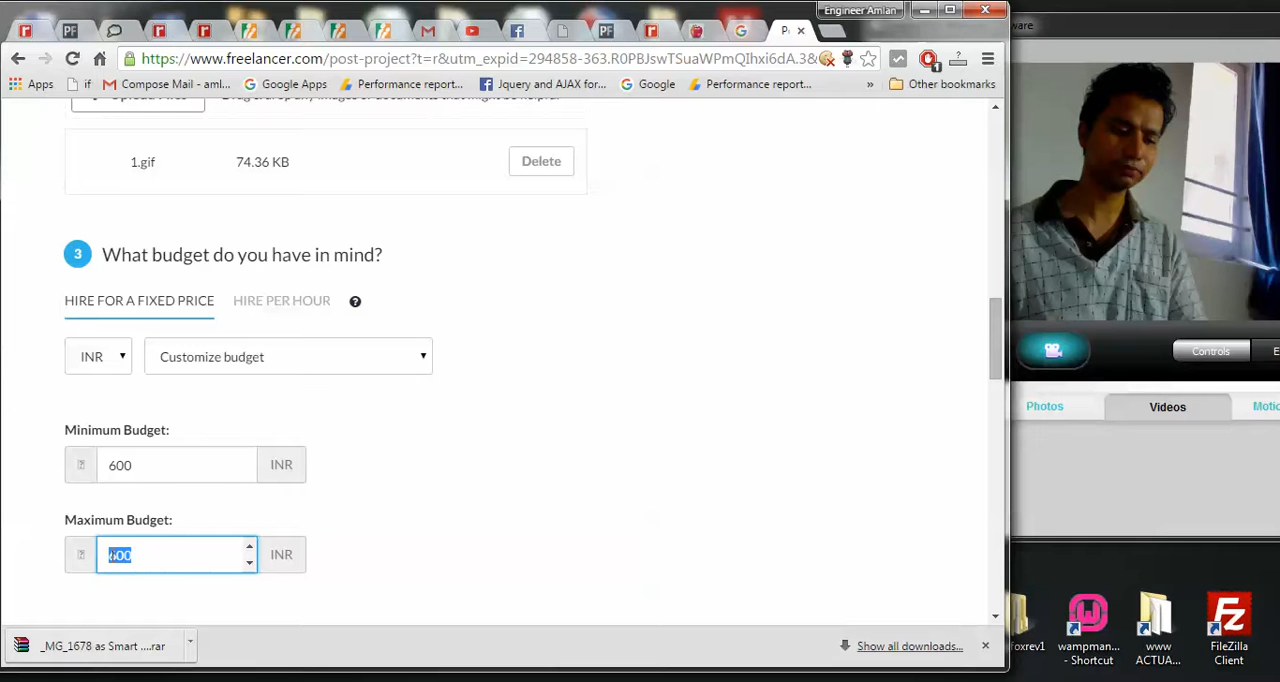 Engineer Amlan
ware
https://www.freelancer.com/post-project?t=r&utm_expid=294858-363.R0PBJswTSuaWPmQIhxi6dA.3&
Apps
if
Compose Mail - aml...
Google Apps
Performance report...
Jquery and AJAX for...
Google
Performance report...
»
Other bookmarks
1.gif
74.36 KB
Delete
3
What budget do you have in mind?
HIRE FOR A FIXED PRICE
HIRE PER HOUR
INR
Customize budget
Minimum Budget:
600
INR
Maximum Budget:
600
INR
_MG_1678 as Smart ....rar
Show all downloads...
Controls
E
Photos
Videos
Motio
foxrev1
wampman...
- Shortcut
www
ACTUA...
FileZilla
Client